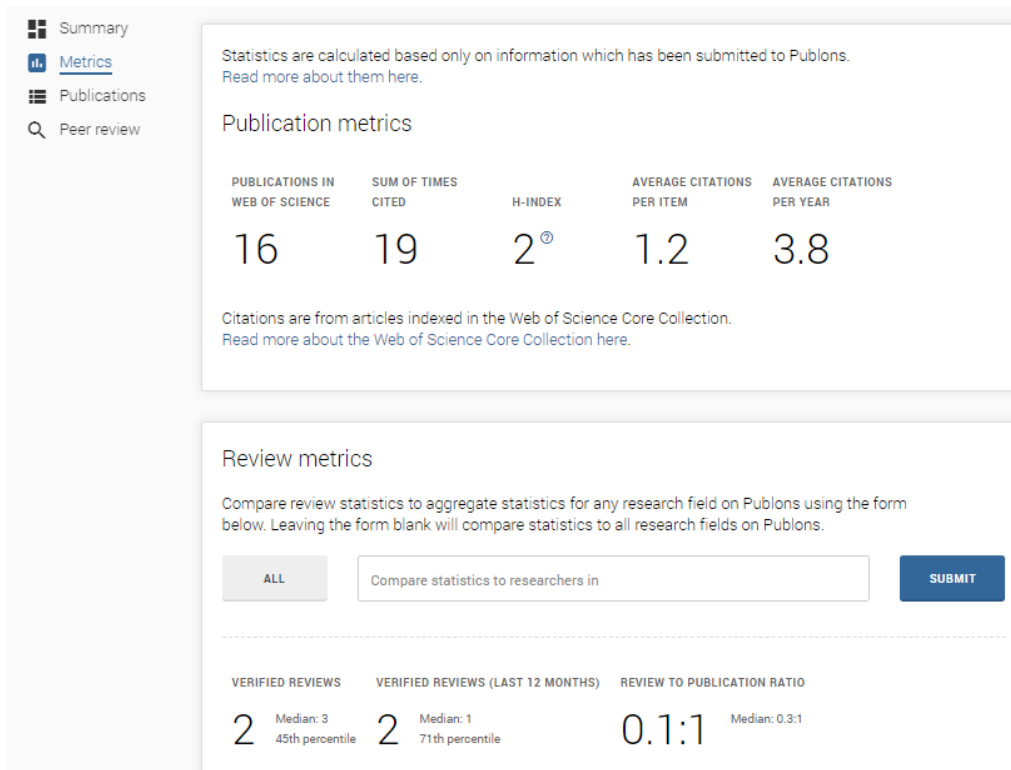 Summary
Metrics
Publications
Peer review
Statistics are calculated based only on information which has been submitted to Publons.
Read more about them here.
Publication metrics
PUBLICATIONS IN WEB OF SCIENCE
16
SUM OF TIMES CITED
19
H-INDEX
2
AVERAGE CITATIONS PER ITEM
1.2
AVERAGE CITATIONS PER YEAR
3.8
Citations are from articles indexed in the Web of Science Core Collection.
Read more about the Web of Science Core Collection here.
Review metrics
Compare review statistics to aggregate statistics for any research field on Publons using the form
below. Leaving the form blank will compare statistics to all research fields on Publons.
ALL
Compare statistics to researchers in
SUBMIT
VERIFIED REVIEWS
2
Median: 3
45th percentile
VERIFIED REVIEWS (LAST 12 MONTHS)
2
Median: 1
71th percentile
REVIEW TO PUBLICATION RATIO
0.1:1
Median: 0.3:1